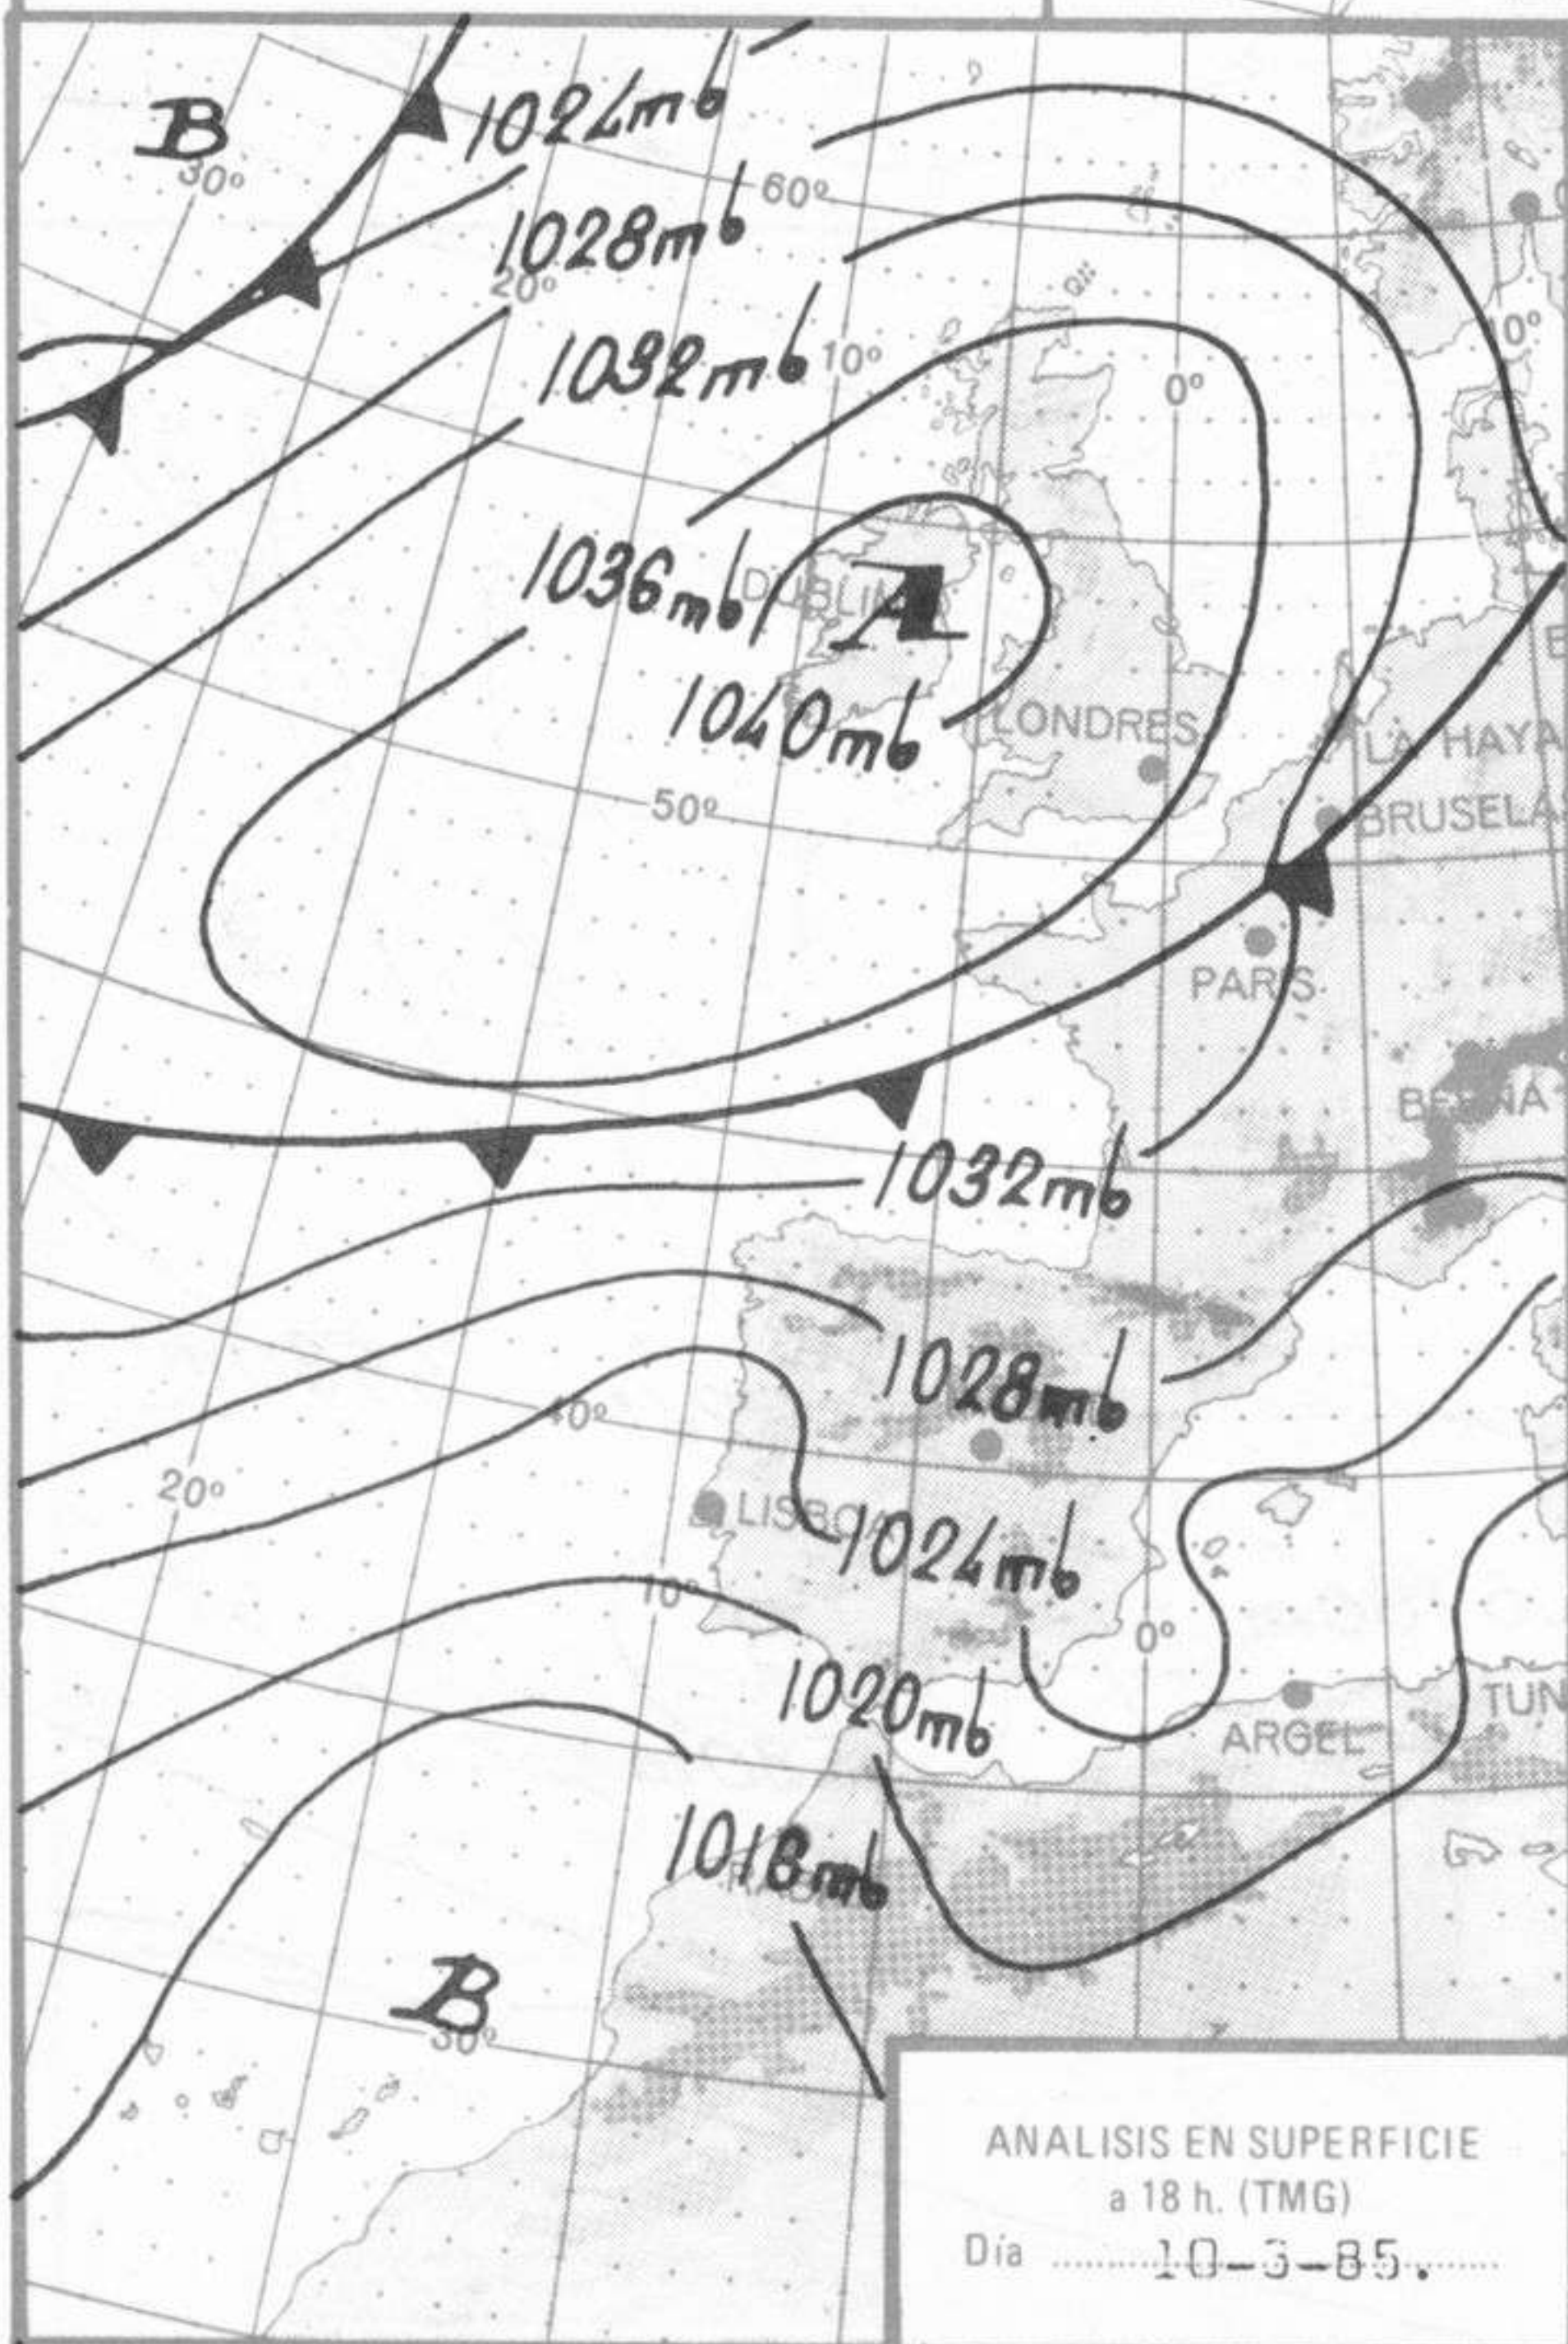 B
30º
1024mb
60º
1028mb
20º
1032mb
10º
0º
10º
1036mb
DUBLIN
A
1040mb
LONDRES
LA HAYA
50º
BRUSELA
PARIS
BERNA
1032mb
1028mb
40º
20º
LISBOA
1024mb
10º
0º
1020mb
TUN
ARGEL
1018mb
B
30º
ANALISIS EN SUPERFICIE
a 18 h. (TMG)
Día 10-3-85.